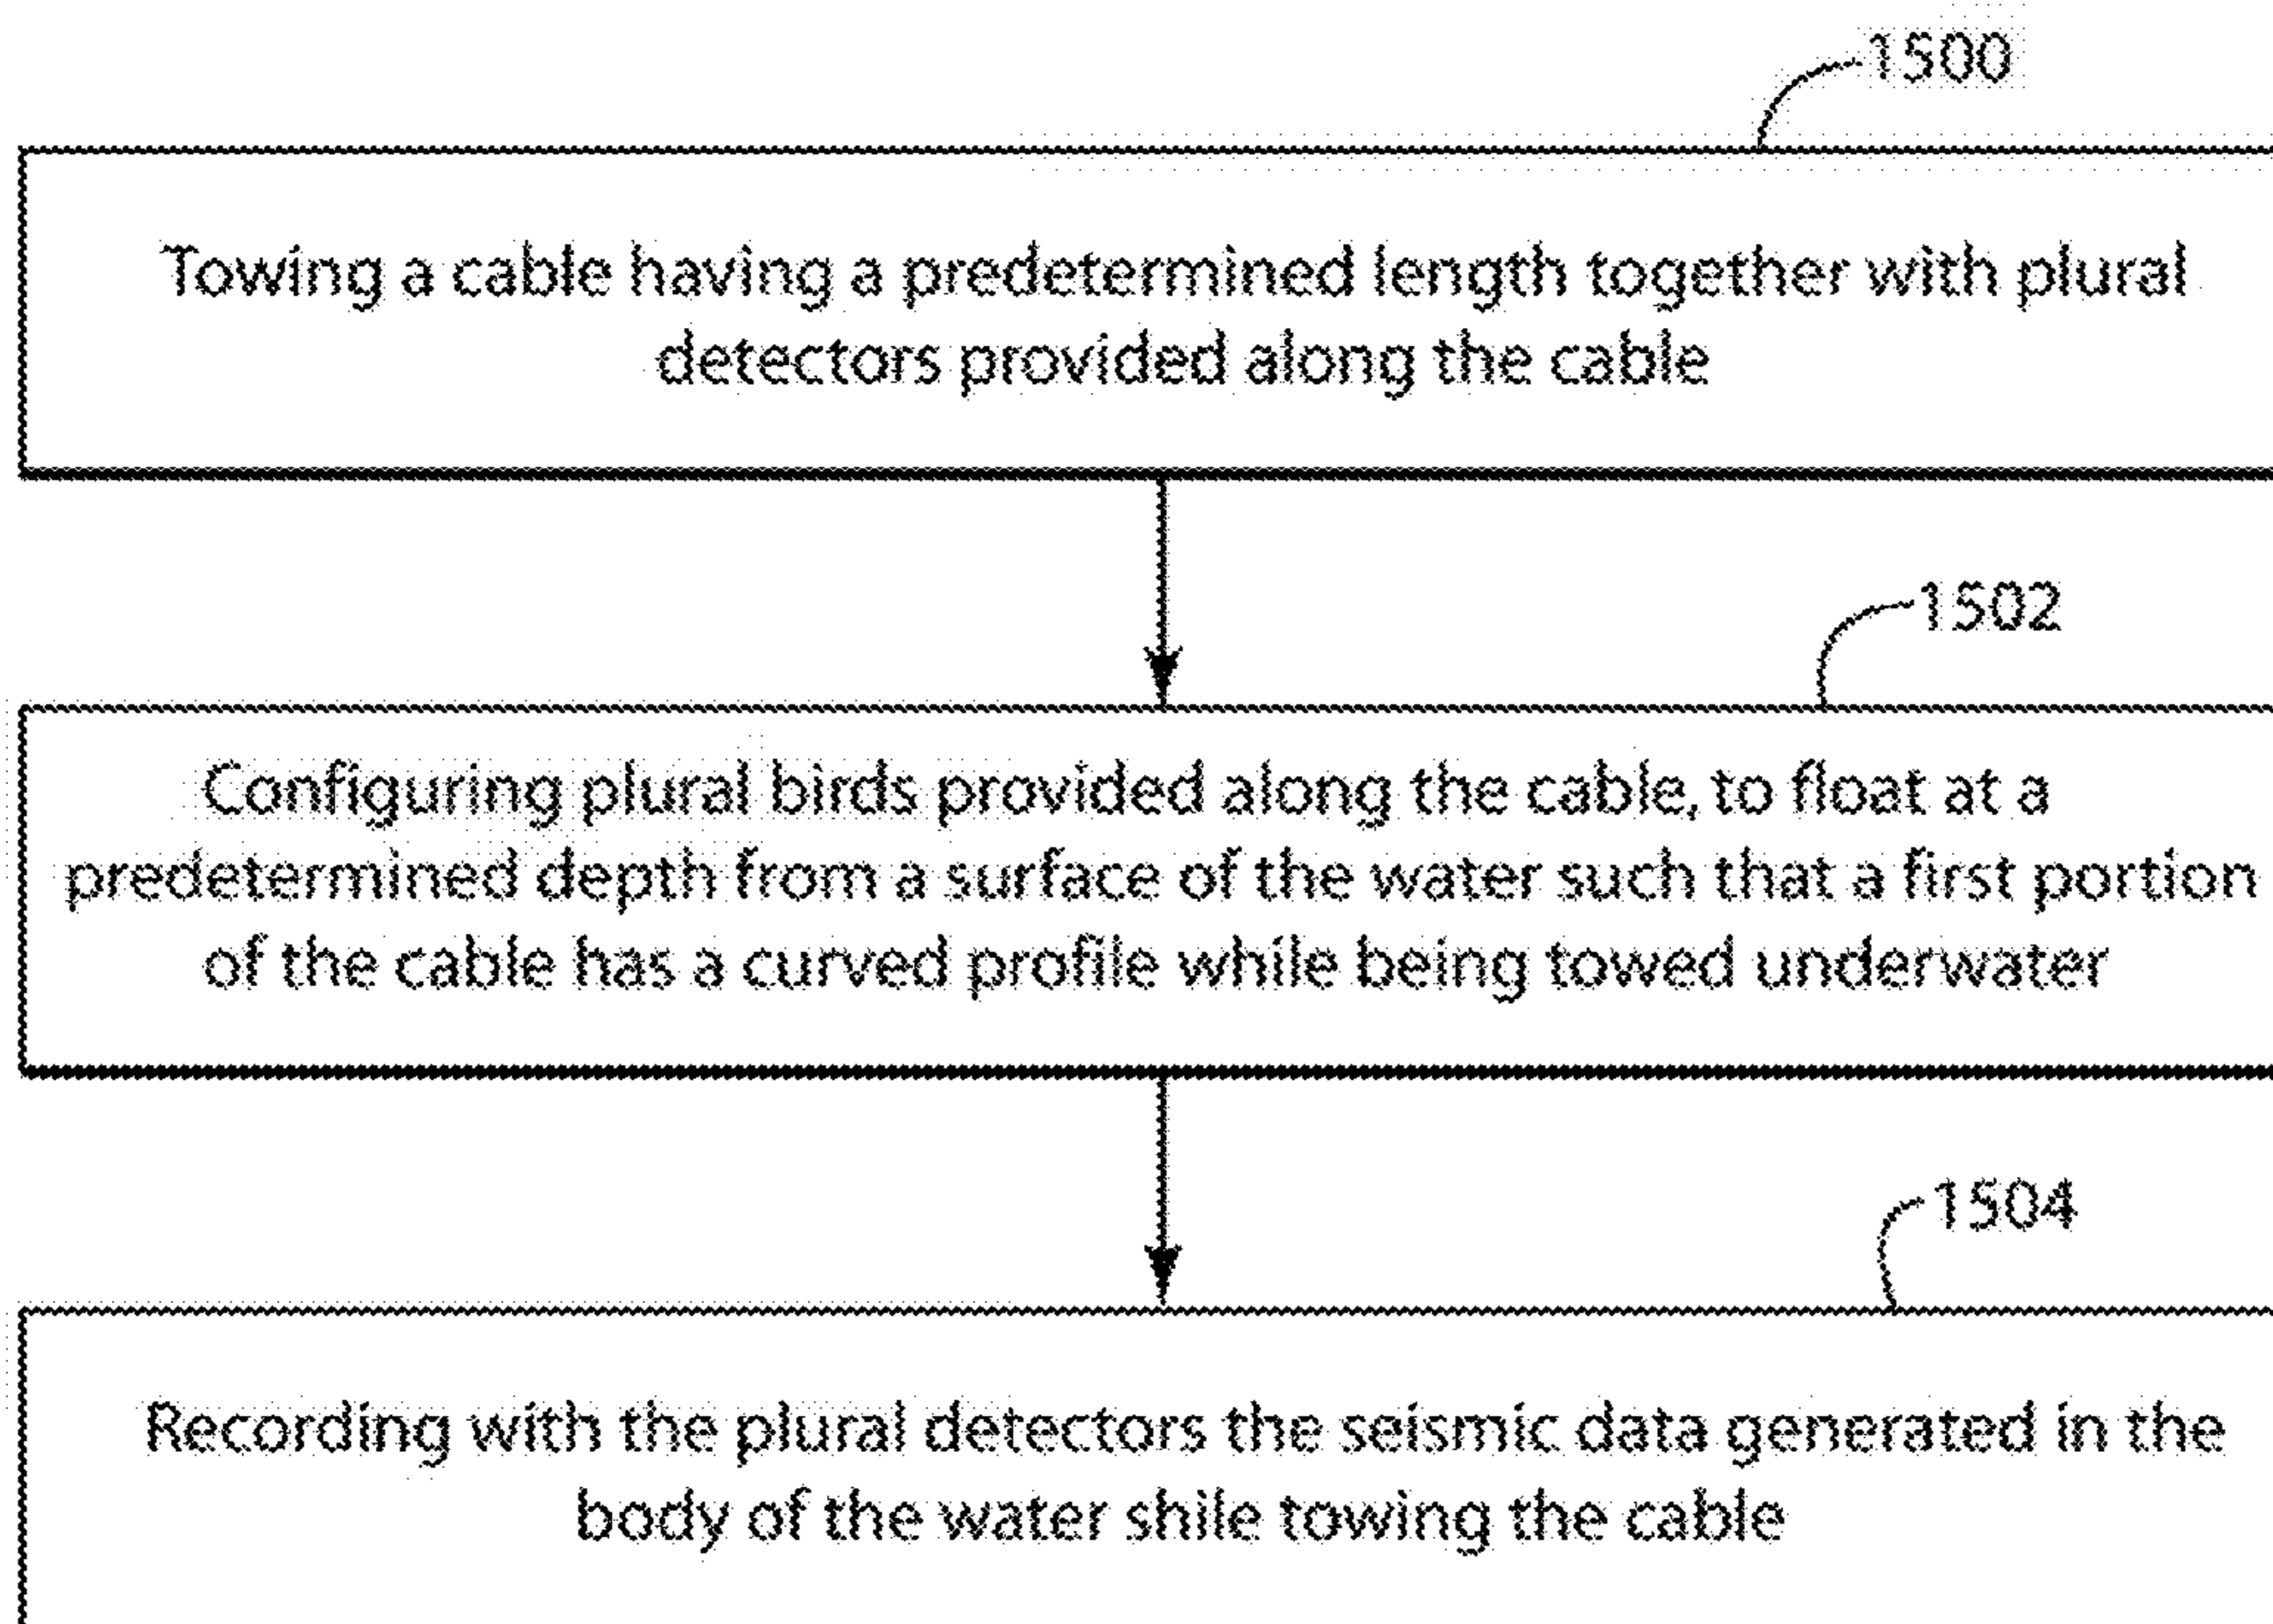 1500
Towing a cable having a predetermined length together with plural
detectors provided along the cable
1502
Configuring plural birds provided along the cable, to float at a
predetermined depth from a surface of the water such that a first portion
of the cable has a curved profile while being towed underwater
1504
Recording with the plural detectors the seismic data generated in the
body of the water shile towing the cable